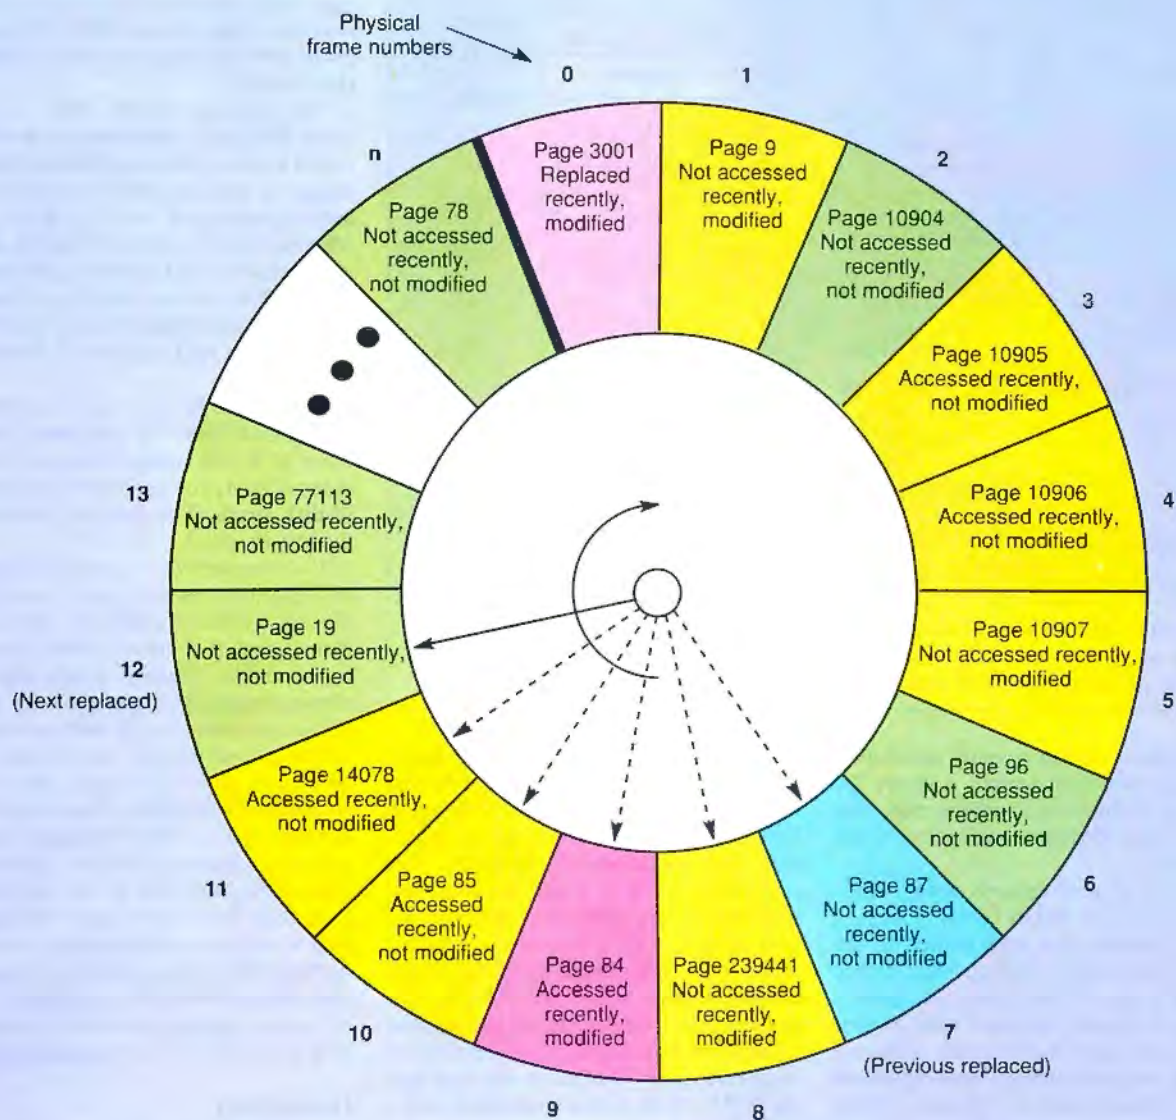 Physical
frame numbers
0
Page 3001
Replaced
recently,
modified
1
Page 9
Not accessed
recently,
modified
2
Page 10904
Not accessed
recently,
not modified
3
Page 10905
Accessed recently,
not modified
4
Page 10906
Accessed recently,
not modified
5
Page 10907
Not accessed recently,
modified
6
Page 96
Not accessed
recently,
not modified
7
(Previous replaced)
Page 87
Not accessed
recently,
not modified
8
Page 239441
Not accessed
recently,
modified
9
Page 84
Accessed
recently,
modified
10
Page 85
Accessed
recently,
not modified
11
Page 14078
Accessed recently,
not modified
12
(Next replaced)
Page 19
Not accessed recently,
not modified
13
Page 77113
Not accessed recently,
not modified
n
Page 78
Not accessed
recently,
not modified